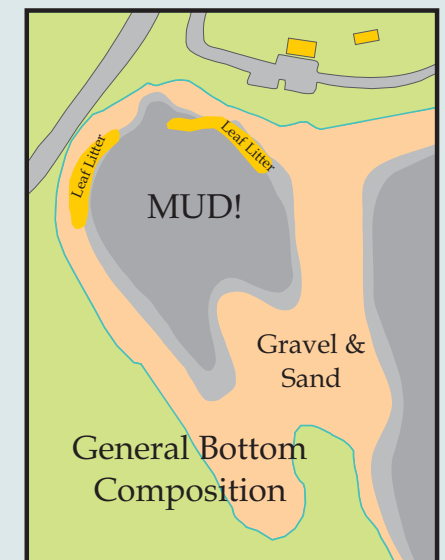 Leaf Litter
Leaf Litter
MUD!
Gravel &
Sand
General Bottom
Composition